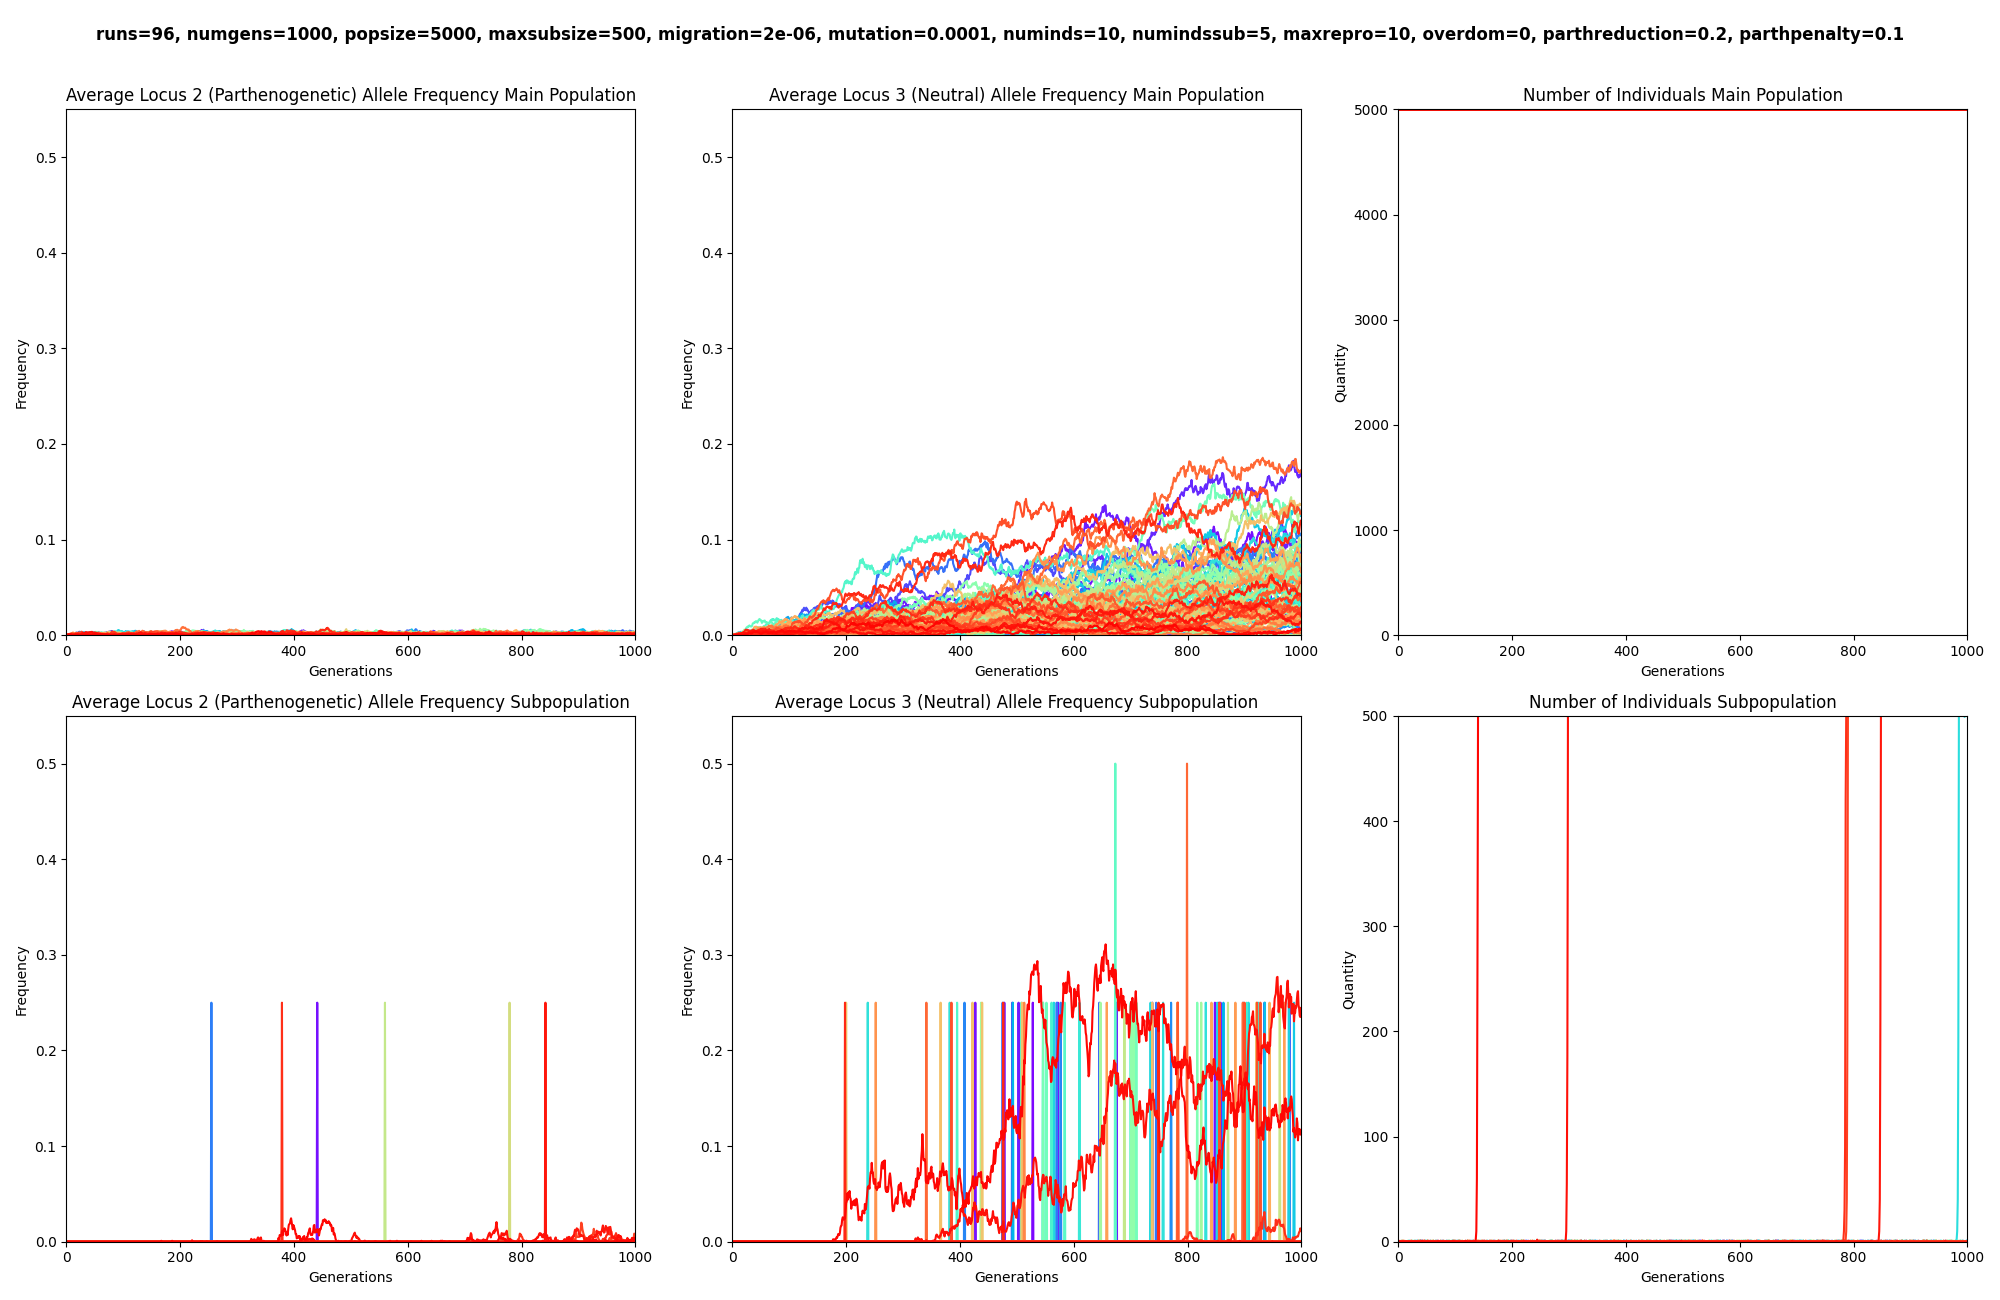 runs=96, numgens=1000, popsize=5000, maxsubsize=500, migration=2e-06, mutation=0.0001, numinds=10, numindssub=5, maxrepro=10, overdom=0, parthreduction=0.2, parthpenalty=0.1
Average Locus 2 (Parthenogenetic) Allele Frequency Main Population
0.5
0.4
0.3
0.2
0.1
0.0
Frequency
0 200 400 600 800 1000
Generations
Average Locus 3 (Neutral) Allele Frequency Main Population
0.5
0.4
0.3
0.2
0.1
0.0
Frequency
0 200 400 600 800 1000
Generations
Number of Individuals Main Population
5000
4000
3000
2000
1000
0
Quantity
0 200 400 600 800 1000
Generations
Average Locus 2 (Parthenogenetic) Allele Frequency Subpopulation
0.5
0.4
0.3
0.2
0.1
0.0
Frequency
0 200 400 600 800 1000
Generations
Average Locus 3 (Neutral) Allele Frequency Subpopulation
0.5
0.4
0.3
0.2
0.1
0.0
Frequency
0 200 400 600 800 1000
Generations
Number of Individuals Subpopulation
500
400
300
200
100
0
Quantity
0 200 400 600 800 1000
Generations